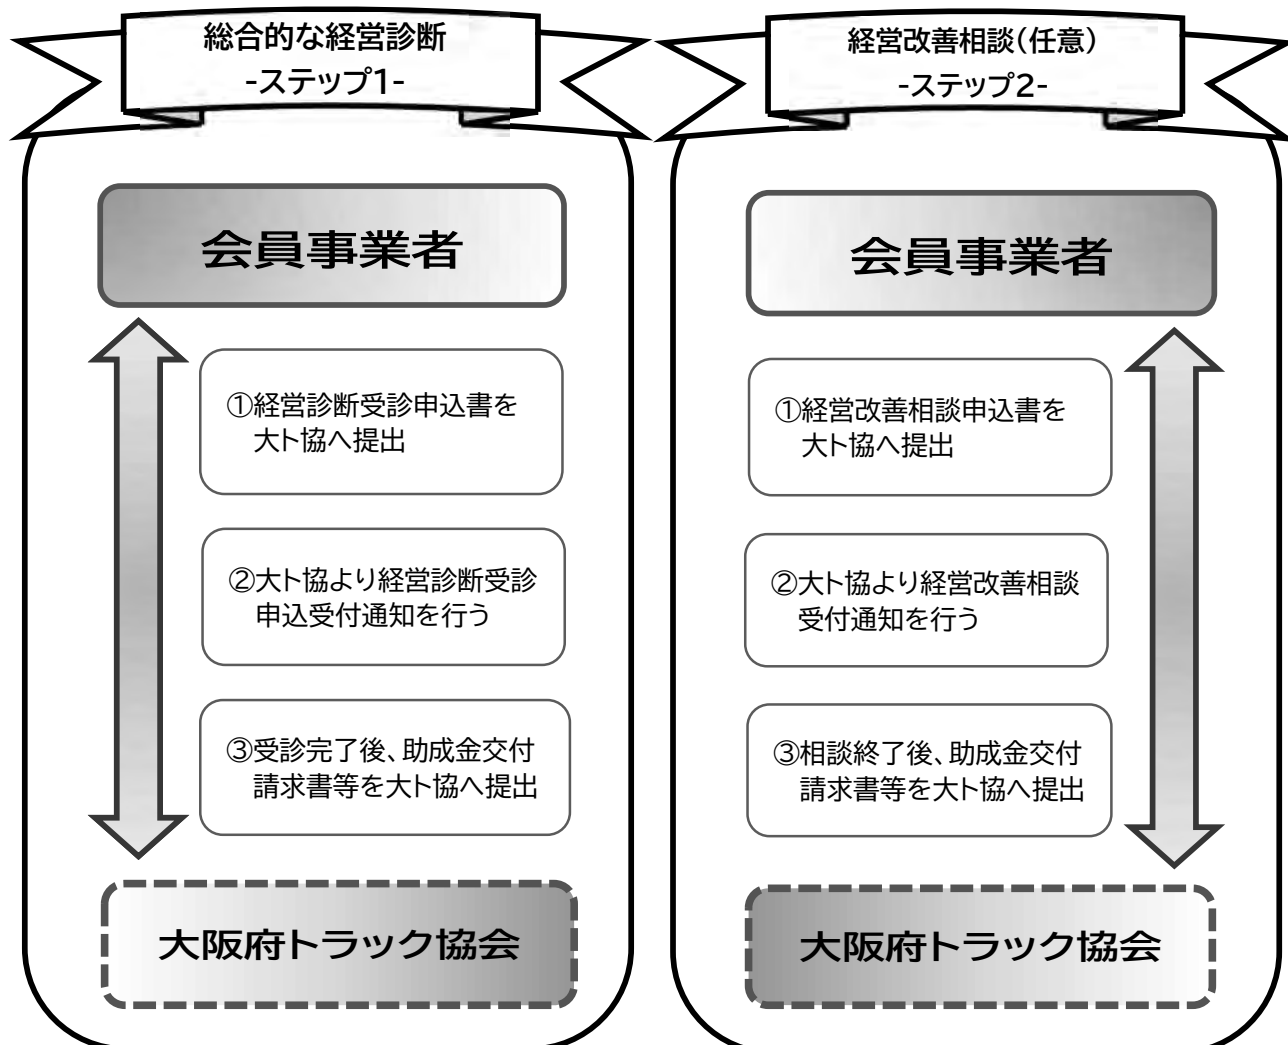 総合的な経営診断
-ステップ1-
会員事業者
①経営診断受診申込書を
大ト協へ提出
②大ト協より経営診断受診
申込受付通知を行う
③受診完了後、助成金交付
請求書等を大ト協へ提出
大阪府トラック協会
経営改善相談(任意)
-ステップ2-
会員事業者
①経営改善相談申込書を
大ト協へ提出
②大ト協より経営改善相談
受付通知を行う
③相談終了後、助成金交付
請求書等を大ト協へ提出
大阪府トラック協会